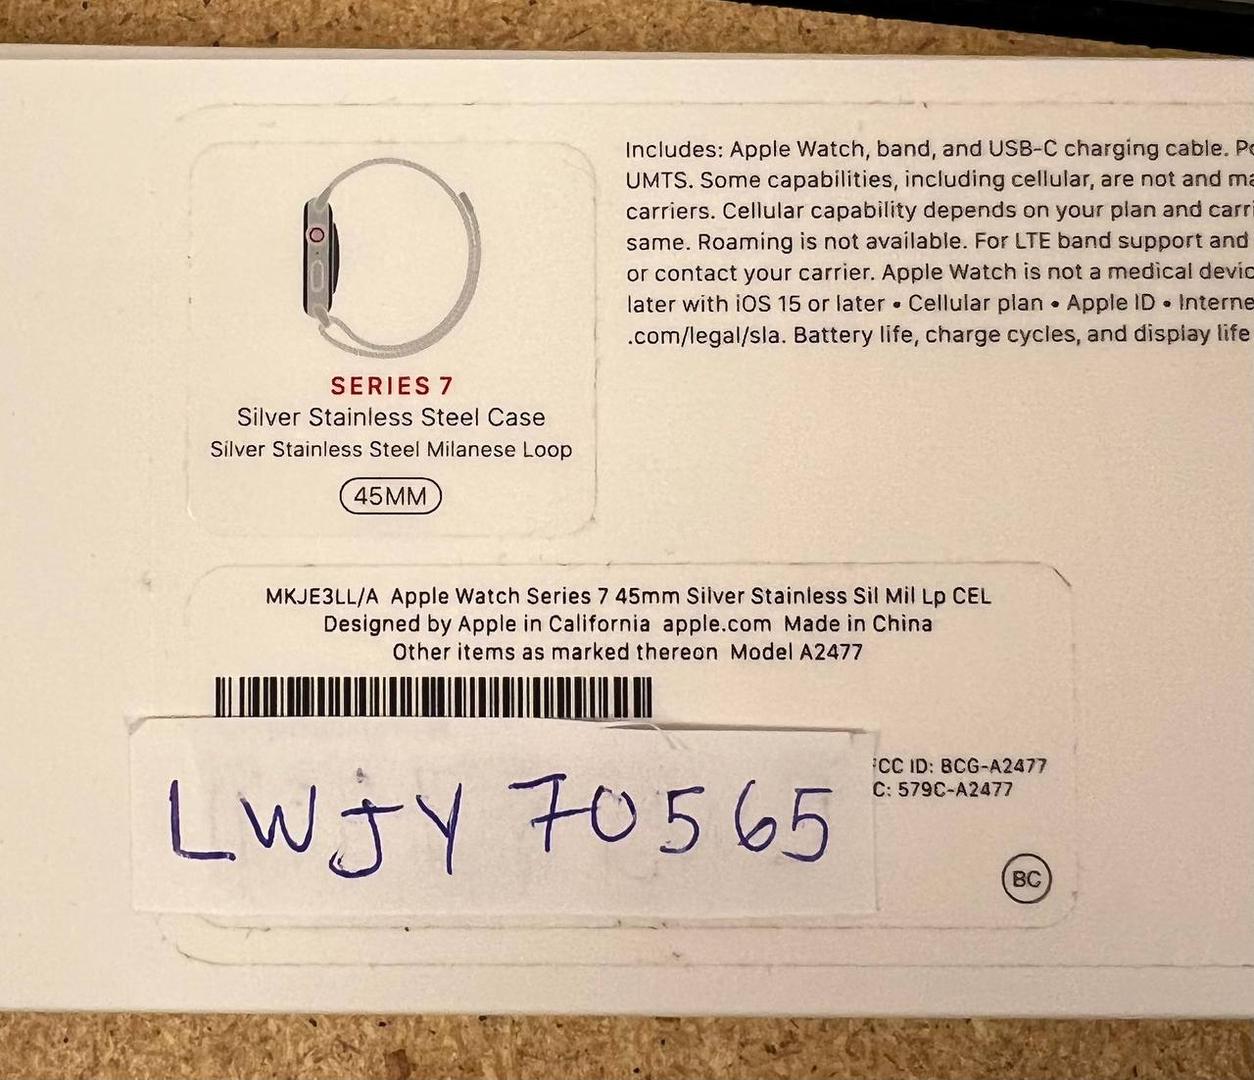 Includes: Apple Watch, band, and USB-C charging cable.
UMTS. Some capabilities, including cellular, are not and
carriers. Cellular capability depends on your plan and
same. Roaming is not available. For LTE band support and
or contact your carrier. Apple Watch is not a medical
later with iOS 15 or later • Cellular plan • Apple ID •
.com/legal/sla. Battery life, charge cycles, and display life
SERIES 7
Silver Stainless Steel Case
Silver Stainless Steel Milanese Loop
45MM
MKJE3LL/A Apple Watch Series 7 45mm Silver Stainless Sil Mil Lp CEL
Designed by Apple in California apple.com Made in China
Other items as marked thereon Model A2477
CC ID: BCG-A2477
C: 579C-A2477
LWJY 70565
BC